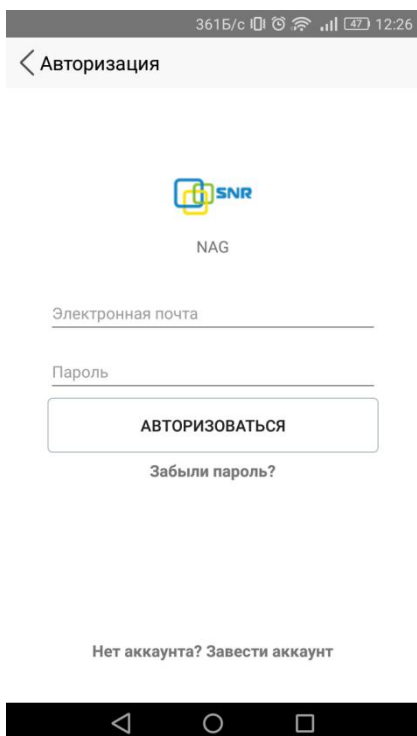 361Б/с 47 12:26
Авторизация
SNR
NAG
Электронная почта
Пароль
АВТОРИЗОВАТЬСЯ
Забыли пароль?
Нет аккаунта? Завести аккаунт